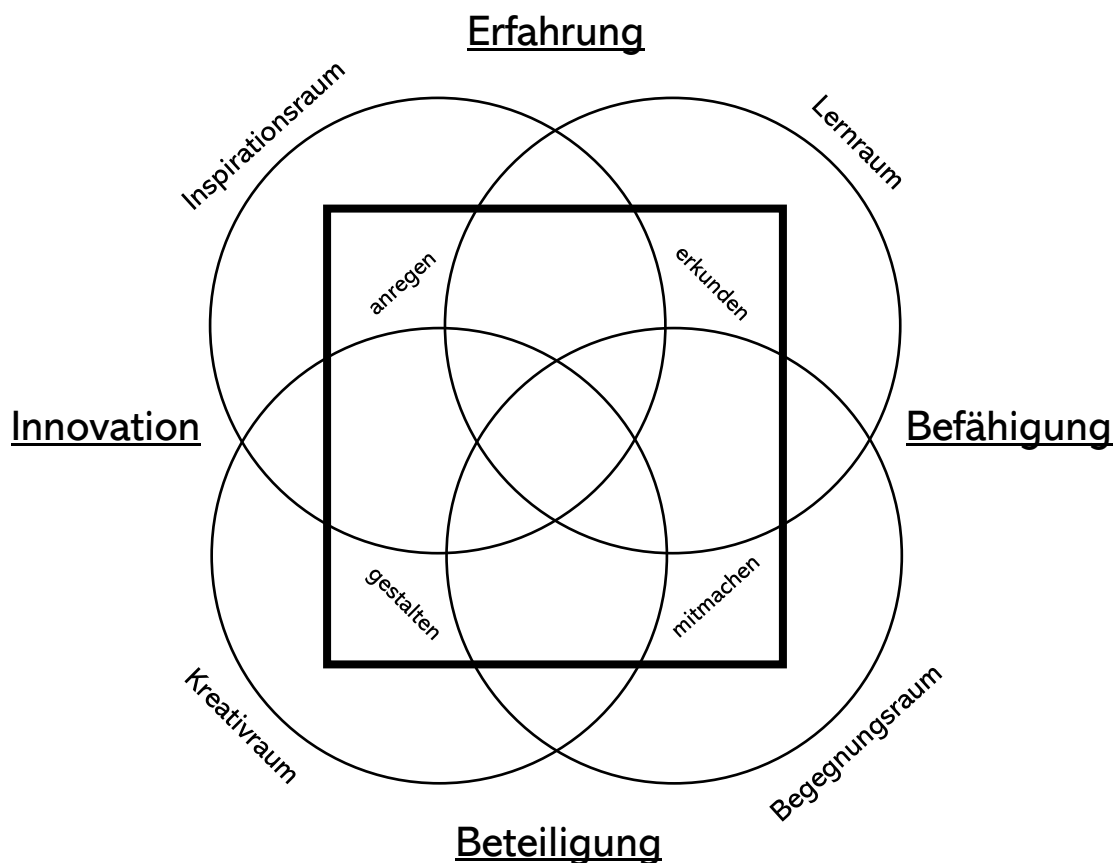 Erfahrung
Inspirationsraum
Lernraum
anregen
erkunden
Innovation
Befähigung
gestalten
mitmachen
Kreativraum
Begegnungsraum
Beteiligung